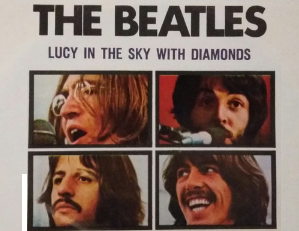 THE BEATLES
LUCY IN THE SKY WITH DIAMONDS